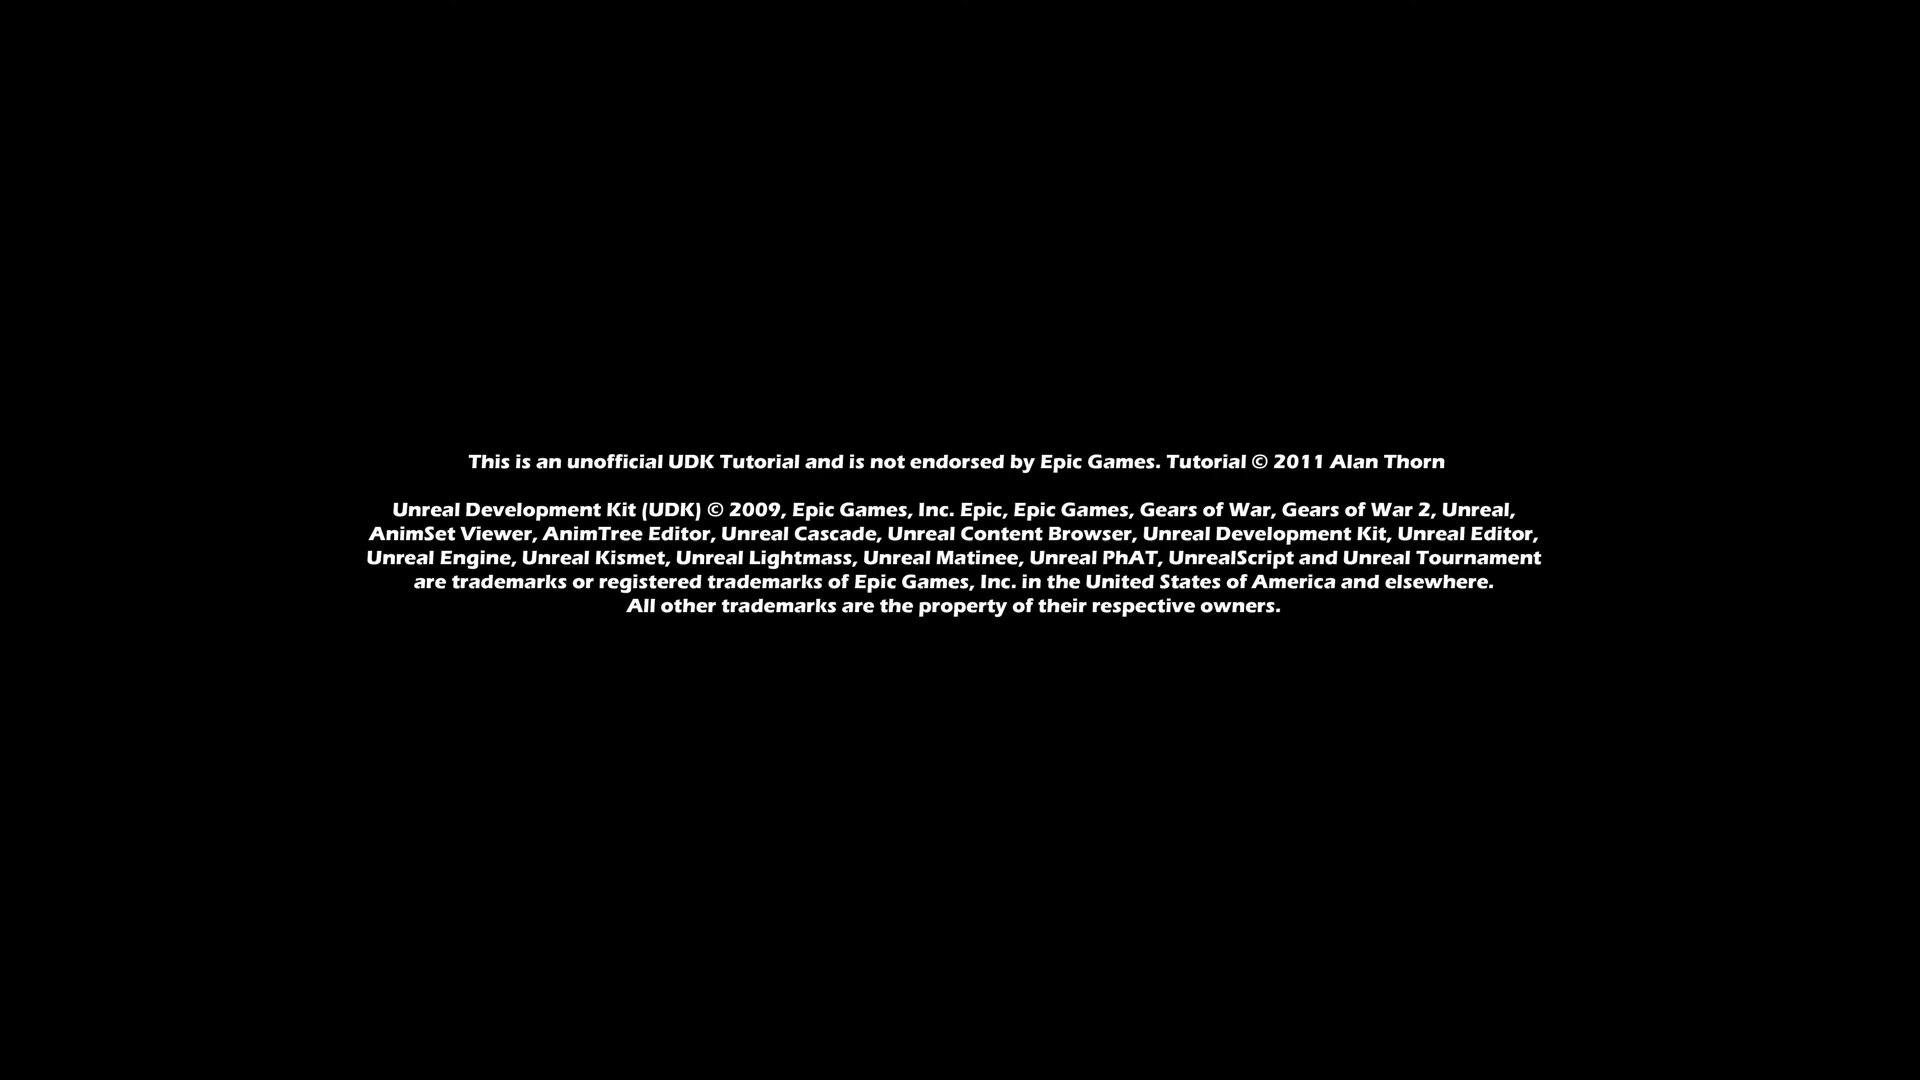 This is an unofficial UDK Tutorial and is not endorsed by Epic Games. Tutorial © 2011 Alan Thorn
Unreal Development Kit (UDK) © 2009, Epic Games, Inc. Epic, Epic Games, Gears of War, Gears of War 2, Unreal,
AnimSet Viewer, AnimTree Editor, Unreal Cascade, Unreal Content Browser, Unreal Development Kit, Unreal Editor,
Unreal Engine, Unreal Kismet, Unreal Lightmass, Unreal Matinee, Unreal PhAT, UnrealScript and Unreal Tournament
are trademarks or registered trademarks of Epic Games, Inc. in the United States of America and elsewhere.
All other trademarks are the property of their respective owners.